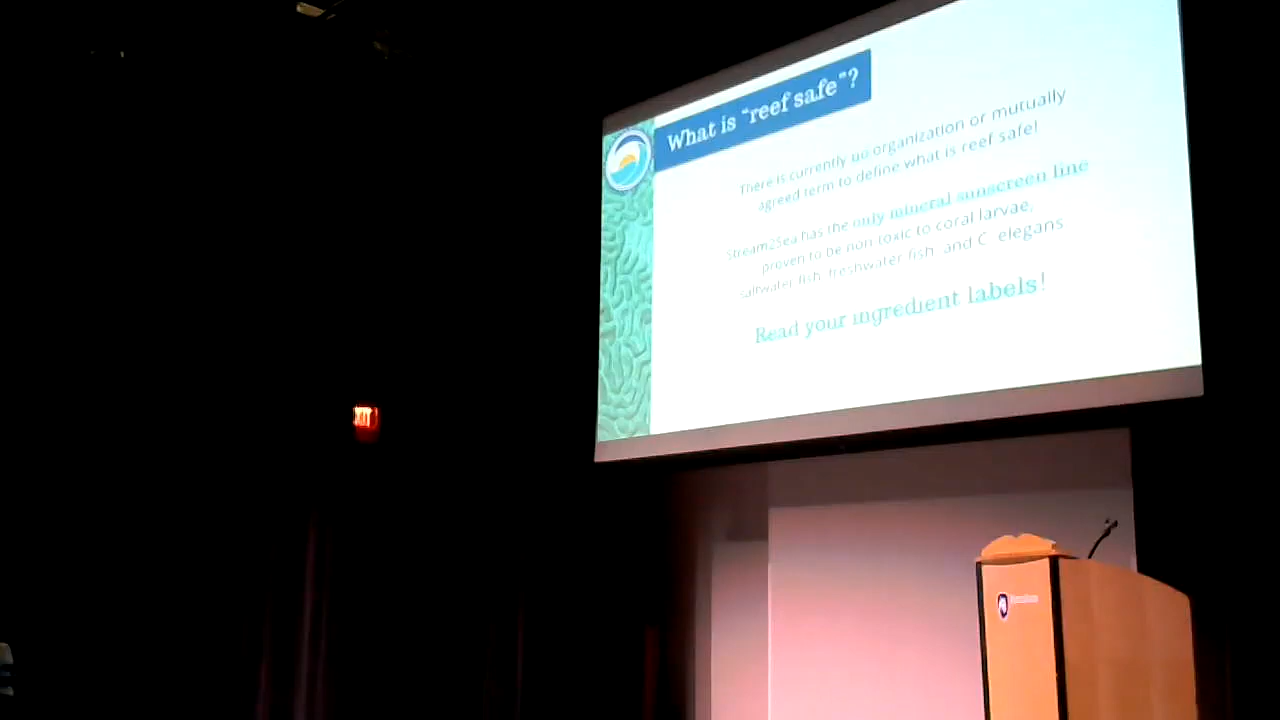 What is "reef safe"?
There is currently no organization or mutually
agreed term to define what is reef safe!
Stream2Sea has the only mineral sunscreen line
proven to be non toxic to coral larvae,
saltwater fish, freshwater fish, and C. elegans
Read your ingredient labels!
EXIT